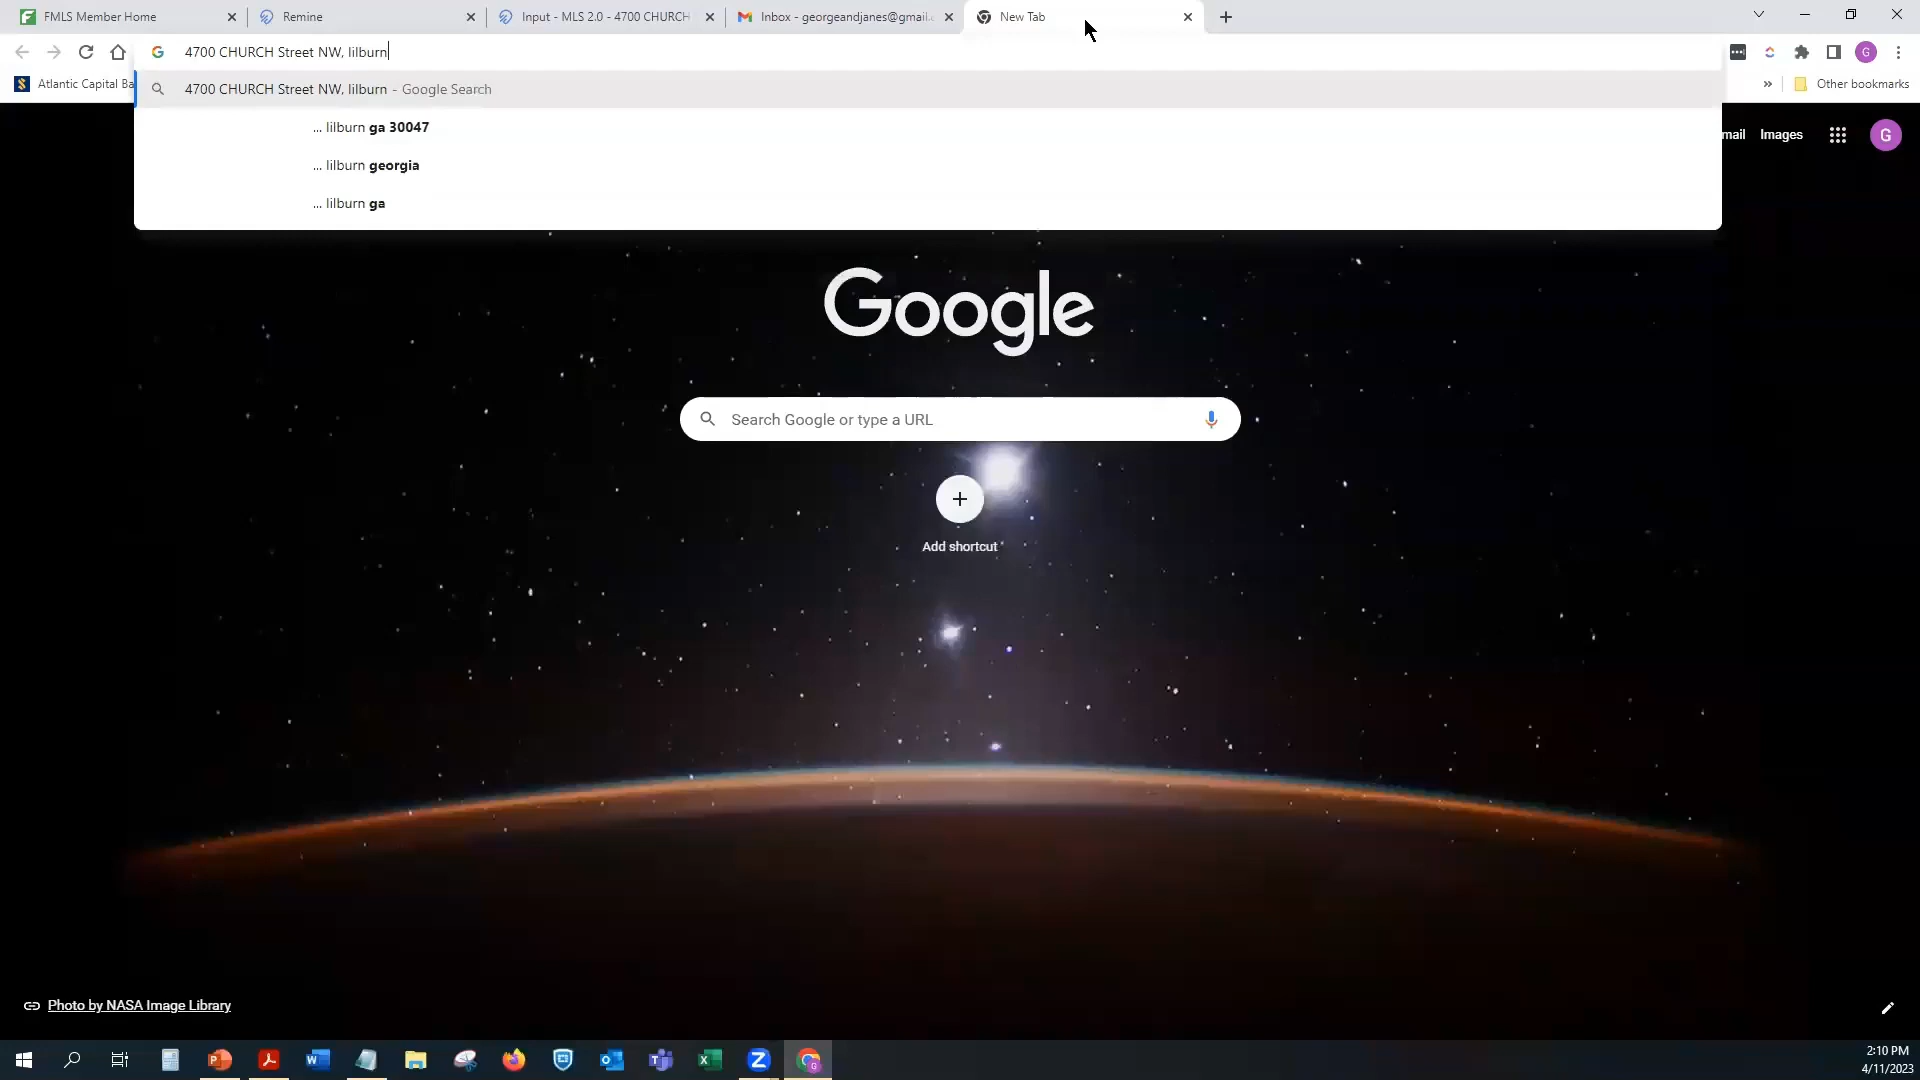 FMLS Member Home
Remine
Input - MLS 2.0 - 4700 CHURCH
Inbox - georgeandjanes@gmail.c
New Tab
4700 CHURCH Street NW, lilburn
G
Atlantic Capital Ba
»
Other bookmarks
4700 CHURCH Street NW, lilburn - Google Search
... lilburn ga 30047
... lilburn georgia
... lilburn ga
mail
Images
G
Google
Search Google or type a URL
Add shortcut
Photo by NASA Image Library
2:10 PM
4/11/2023